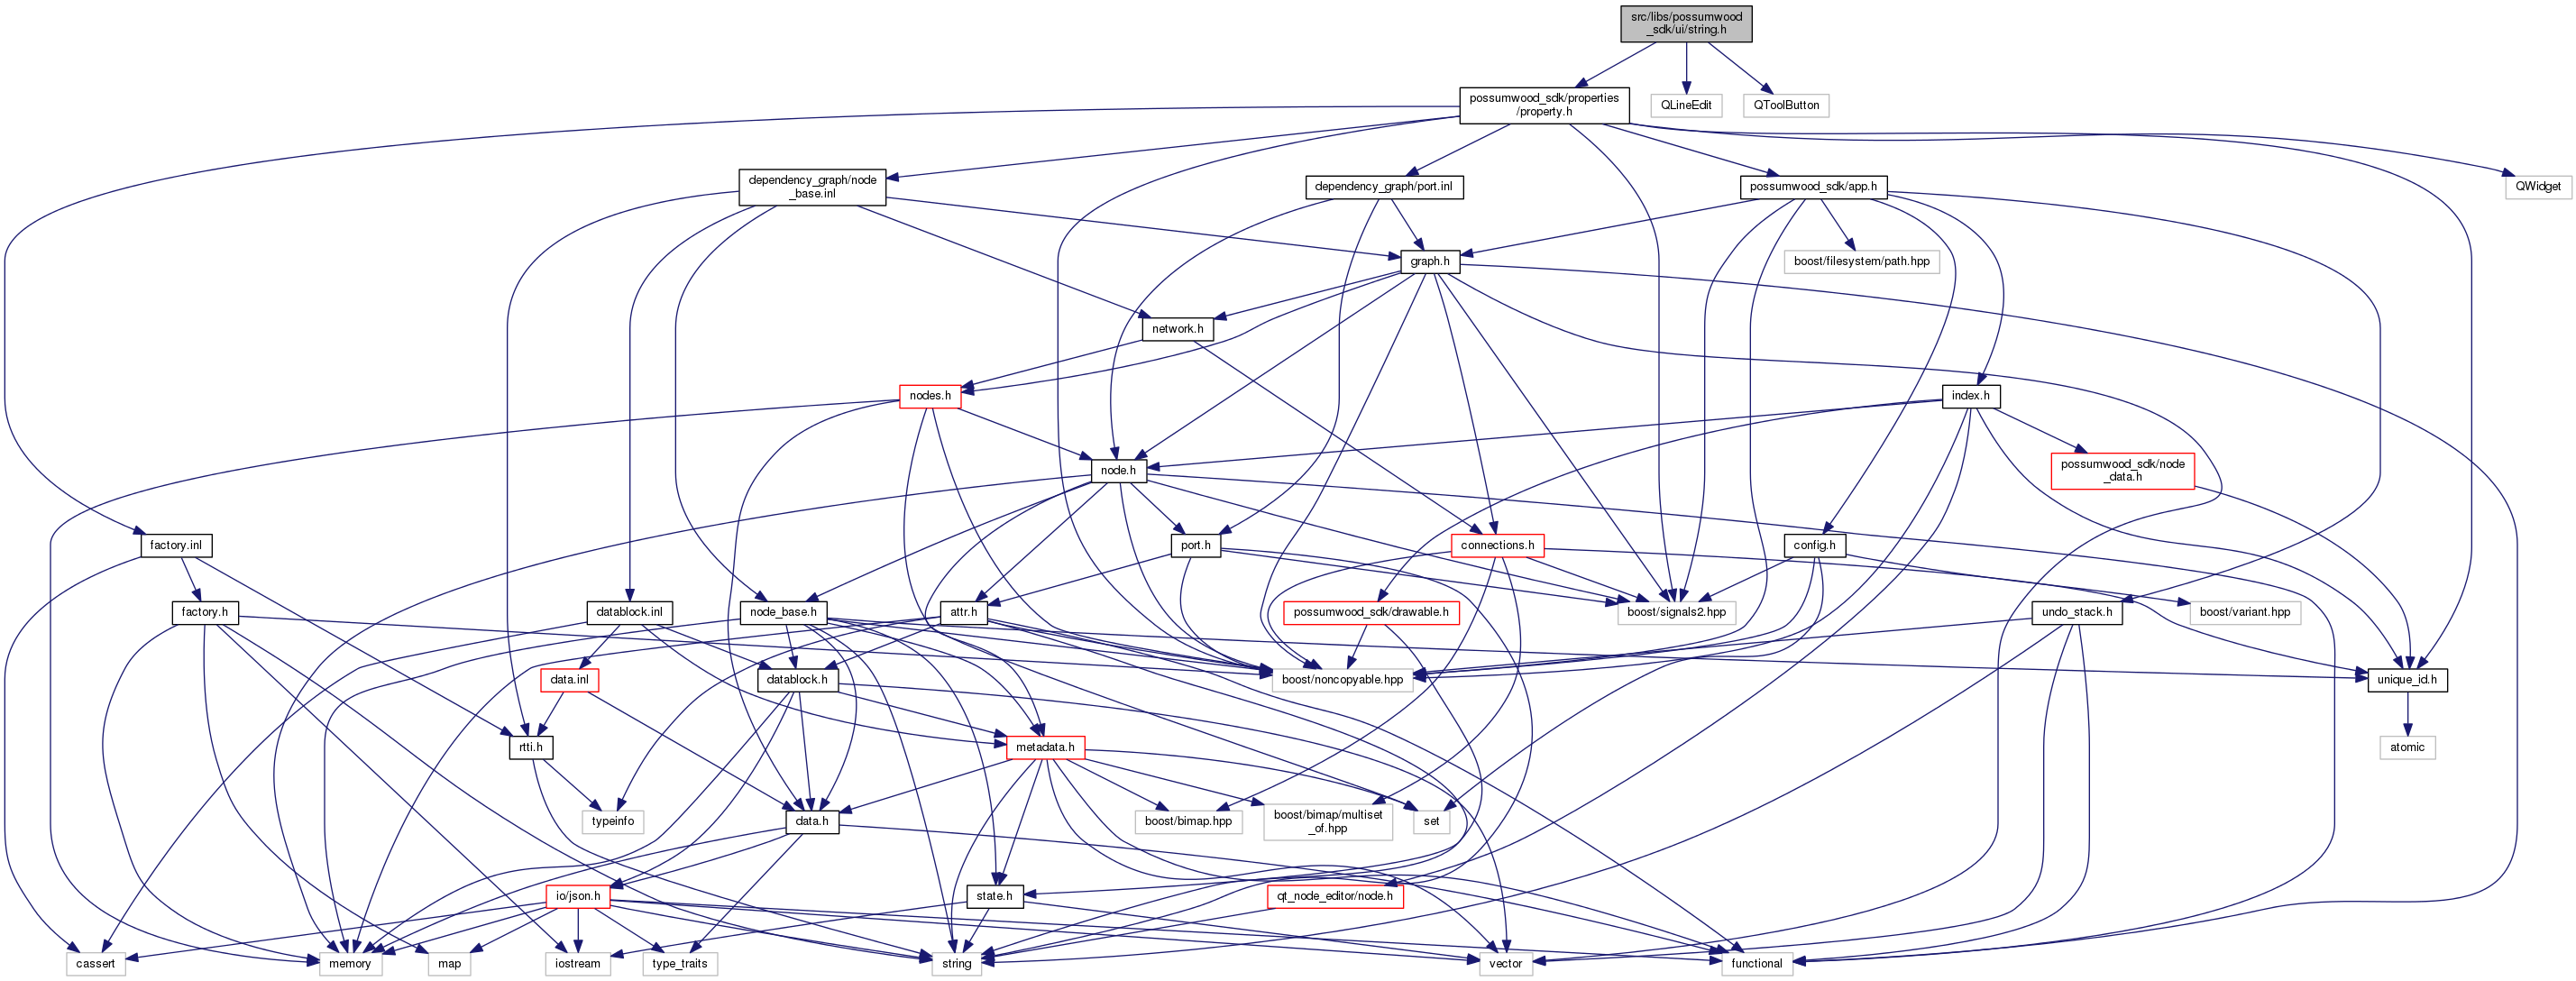 src/libs/possumwood
_sdk/ui/string.h
possumwood_sdk/properties
/property.h
QLineEdit
QToolButton
dependency_graph/node
_base.inl
dependency_graph/port.inl
possumwood_sdk/app.h
QWidget
graph.h
boost/filesystem/path.hpp
network.h
nodes.h
index.h
node.h
possumwood_sdk/node
_data.h
factory.inl
port.h
connections.h
config.h
factory.h
datablock.inl
node_base.h
attr.h
possumwood_sdk/drawable.h
boost/signals2.hpp
undo_stack.h
boost/variant.hpp
data.inl
datablock.h
boost/noncopyable.hpp
unique_id.h
rtti.h
metadata.h
atomic
typeinfo
data.h
boost/bimap.hpp
boost/bimap/multiset
_of.hpp
set
io/json.h
state.h
qt_node_editor/node.h
cassert
memory
map
iostream
type_traits
string
vector
functional